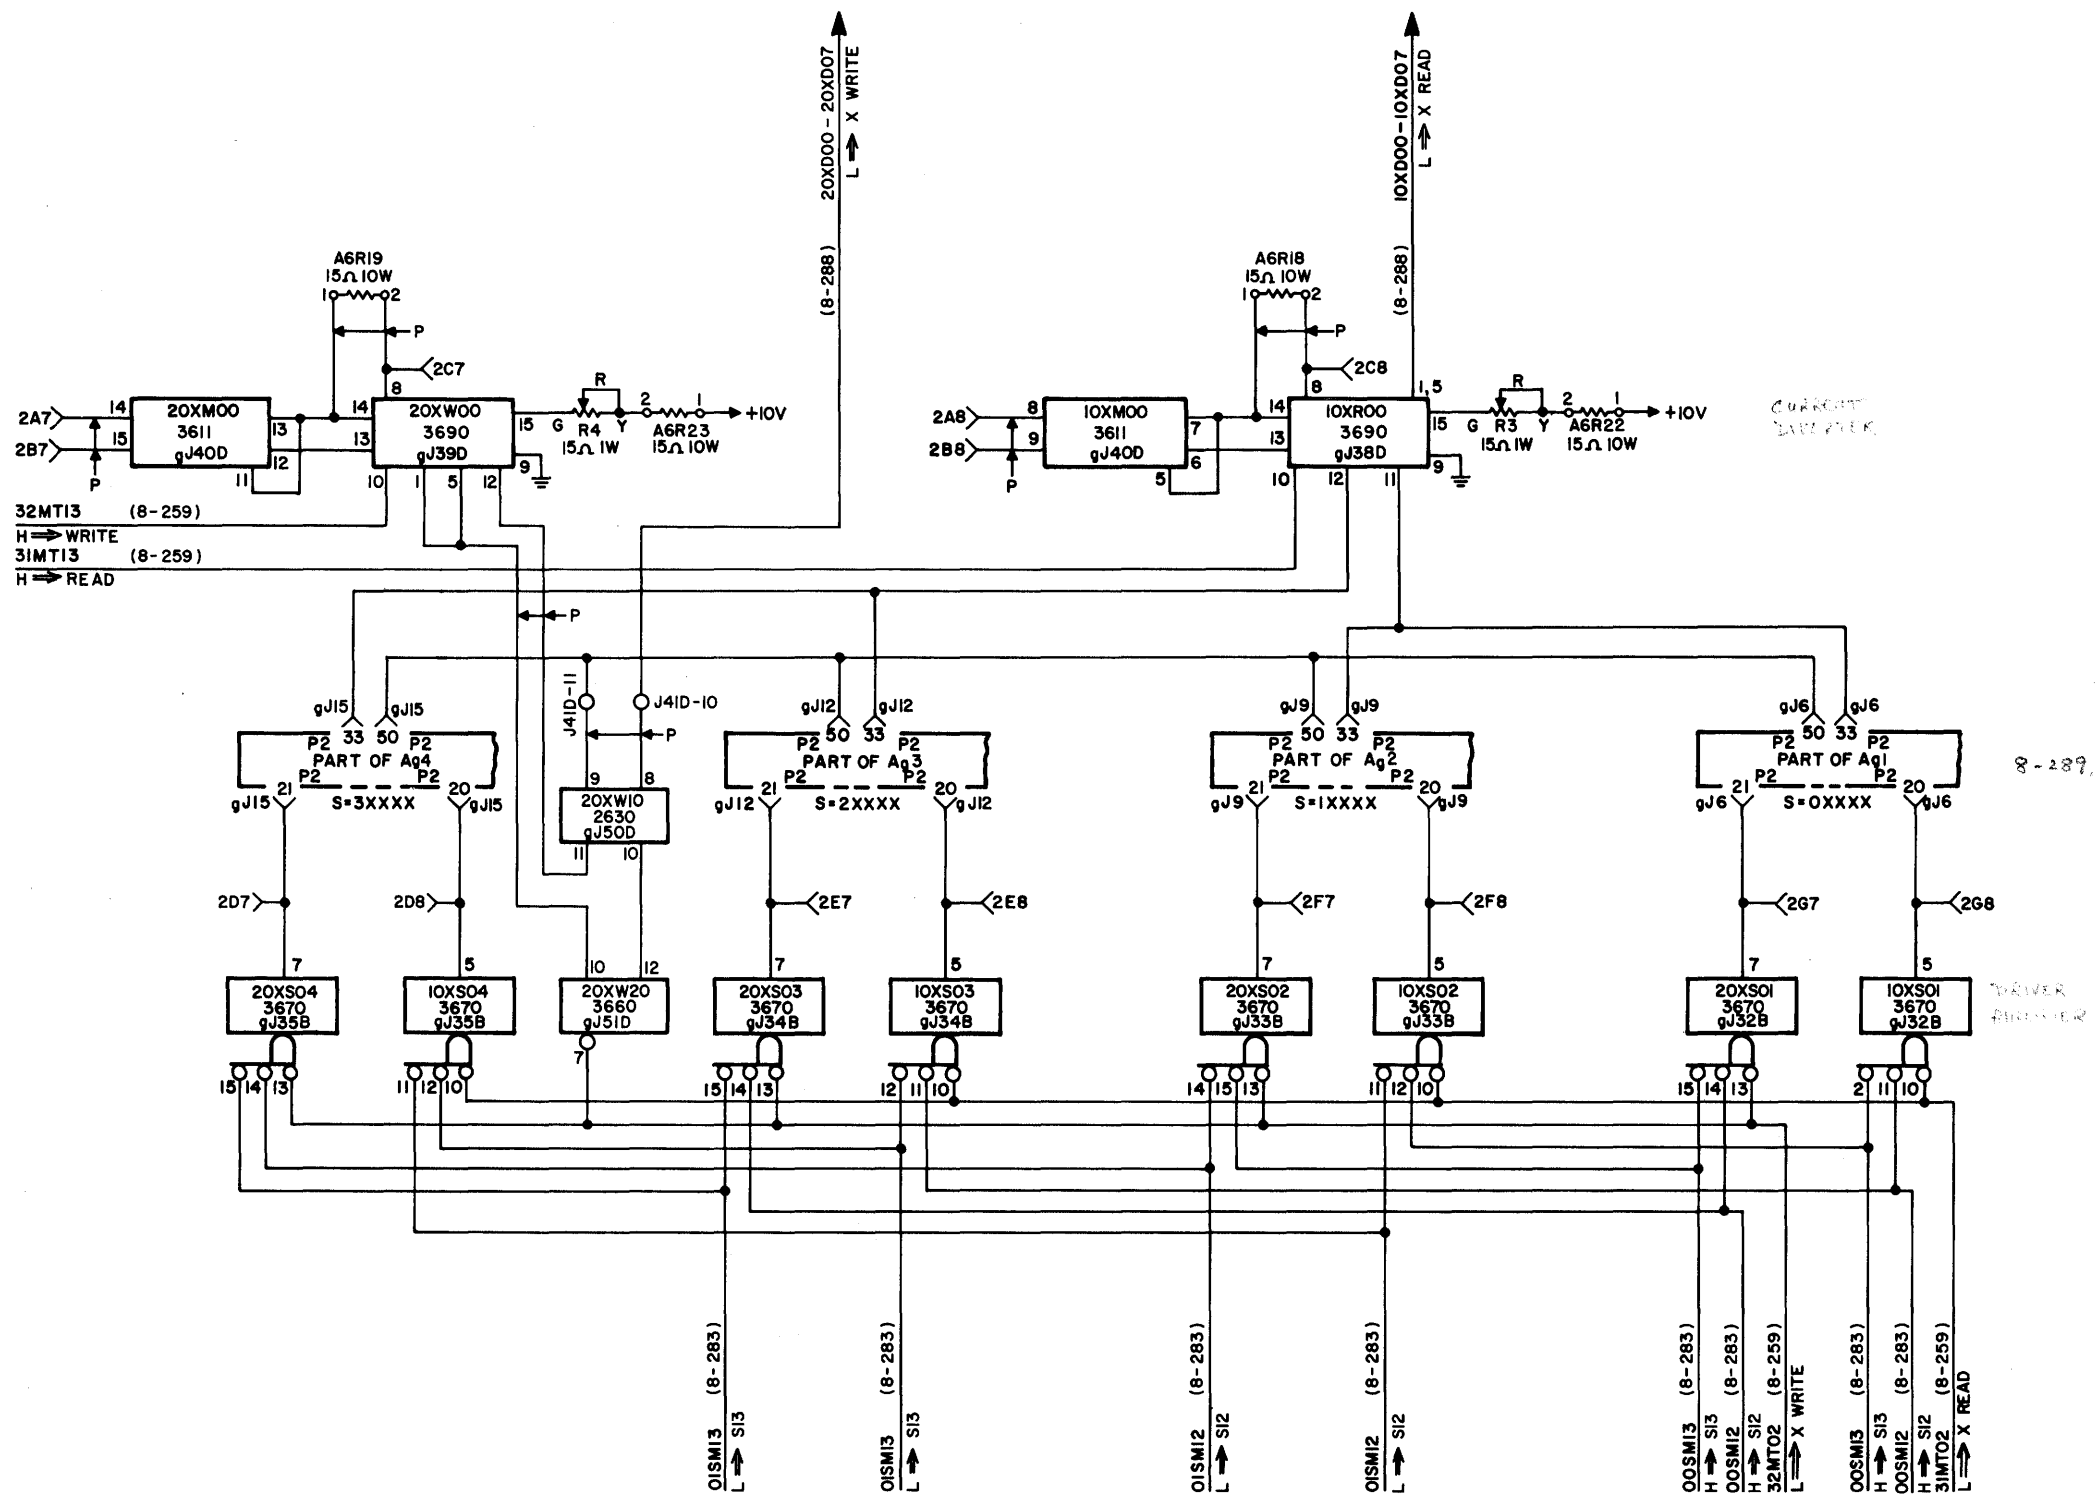 20XD00-20XD07
L ⇒ X WRITE
(8-288)
10XD00-10XD07
L ⇒ X READ
(8-288)
A6R19
15Ω 10W
1 2
P
2C7
8
2A7
2B7
14
15
P
20XM00
3611
gJ40D
13
12
11
14
13
20XW00
3690
gJ39D
15
9
10 1 5 12
R
G R4 Y
15Ω 1W
2 1
A6R23
15Ω 10W
+10V
A6R18
15Ω 10W
1 2
P
2C8
8
1,5
2A8
2B8
8
9
P
10XM00
3611
gJ40D
7
6
5
14
13
10XR00
3690
gJ38D
15
9
10 12 11
R
G R3 Y
15Ω 1W
2 1
A6R22
15Ω 10W
+10V
CURRENT
32MT13 (8-259)
H ⇒ WRITE
31MT13 (8-259)
H ⇒ READ
P
gJ15 gJ15
33 50
P2 P2
PART OF Ag4
P2 P2
gJ15 21 20 gJ15
S=3XXXX
J41D-11
J41D-10
P
9 8
20XW10
2630
gJ50D
11 10
gJ12 gJ12
50 33
P2 P2
PART OF Ag3
P2 P2
gJ12 21 20 gJ12
S=2XXXX
gJ9 gJ9
50 33
P2 P2
PART OF Ag2
P2 P2
gJ9 21 20 gJ9
S=1XXXX
gJ6 gJ6
50 33
P2 P2
PART OF Ag1
P2 P2
gJ6 21 20 gJ6
S=0XXXX
8-289,
2D7 2D8 2E7 2E8 2F7 2F8 2G7 2G8
7 5 10 12 7 5 7 5 7 5
20XS04
3670
gJ35B
10XS04
3670
gJ35B
20XW20
3660
gJ51D
20XS03
3670
gJ34B
10XS03
3670
gJ34B
20XS02
3670
gJ33B
10XS02
3670
gJ33B
20XS01
3670
gJ32B
10XS01
3670
gJ32B
DRIVER
7
15 14 13 11 12 10 15 14 13 12 11 10 14 15 13 11 12 10 15 14 13 2 11 10
01SM13 (8-283)
L ⇒ S13
01SM13 (8-283)
L ⇒ S13
01SM12 (8-283)
L ⇒ S12
01SM12 (8-283)
L ⇒ S12
00SM13 (8-283)
H ⇒ S13
00SM12 (8-283)
H ⇒ S12
32MT02 (8-259)
L ⇒ X WRITE
00SM13 (8-283)
H ⇒ S13
00SM12 (8-283)
H ⇒ S12
31MT02 (8-259)
L ⇒ X READ